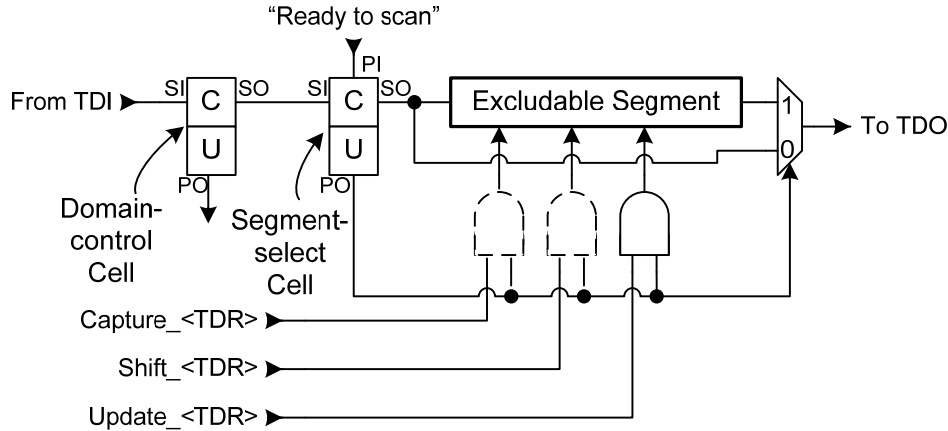 “Ready to scan”
PI
SI
SO
SI
SO
From TDI
C
C
Excludable Segment
1
To TDO
U
U
0
PO
PO
Domain-
control
Cell
Segment-
select
Cell
Capture_<TDR>
Shift_<TDR>
Update_<TDR>